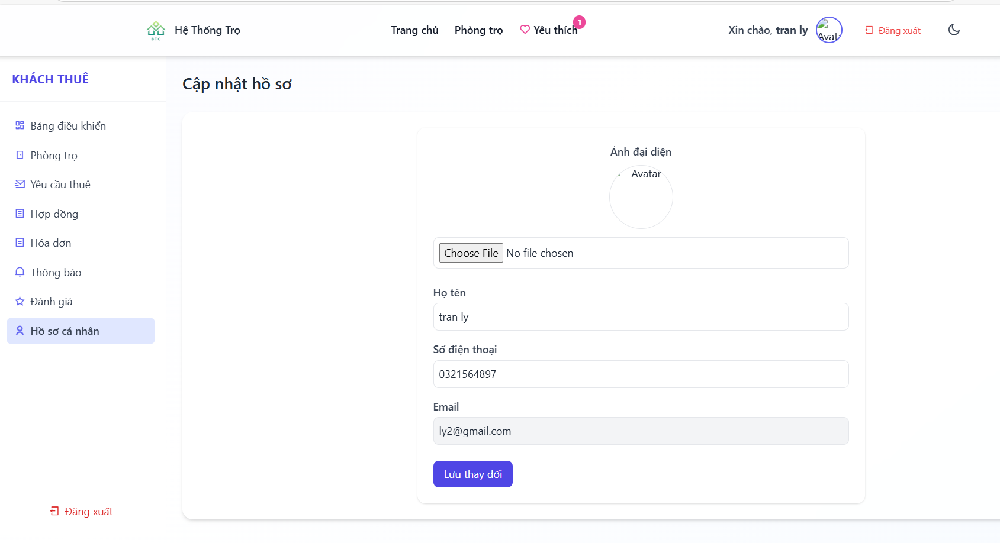 BTC
Hệ Thống Trọ
Trang chủ
Phòng trọ
Yêu thích
1
Xin chào, tran ly
Avata
Đăng xuất
KHÁCH THUÊ
Bảng điều khiển
Phòng trọ
Yêu cầu thuê
Hợp đồng
Hóa đơn
Thông báo
Đánh giá
Hồ sơ cá nhân
Đăng xuất
Cập nhật hồ sơ
Ảnh đại diện
Avatar
Choose File No file chosen
Họ tên
tran ly
Số điện thoại
0321564897
Email
ly2@gmail.com
Lưu thay đổi